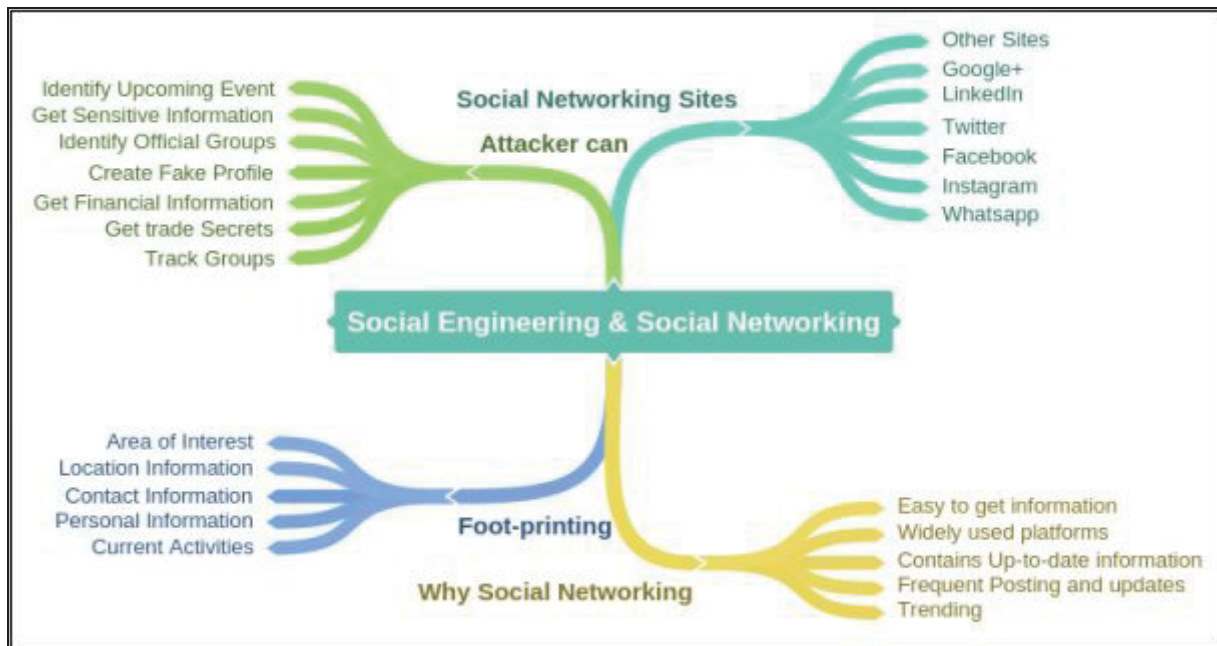 Social Networking Sites
Other Sites
Google+
LinkedIn
Twitter
Facebook
Instagram
Whatsapp
Attacker can
Identify Upcoming Event
Get Sensitive Information
Identify Official Groups
Create Fake Profile
Get Financial Information
Get trade Secrets
Track Groups
Social Engineering & Social Networking
Foot-printing
Area of Interest
Location Information
Contact Information
Personal Information
Current Activities
Why Social Networking
Easy to get information
Widely used platforms
Contains Up-to-date information
Frequent Posting and updates
Trending